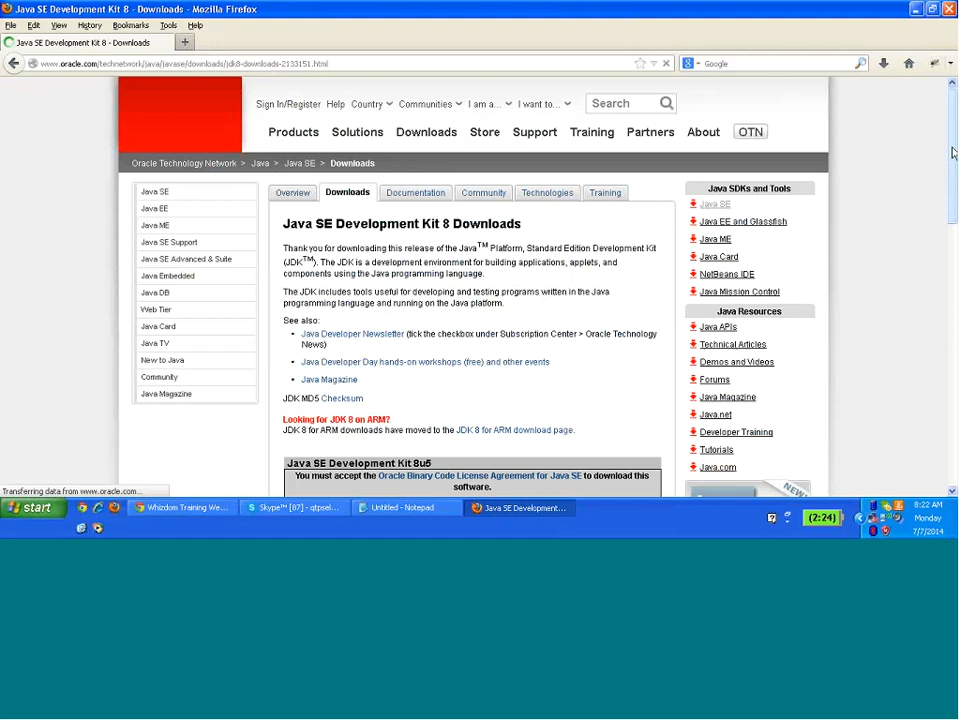 Java SE Development Kit 8 - Downloads - Mozilla Firefox
File Edit View History Bookmarks Tools Help
Java SE Development Kit 8 - Downloads
www.oracle.com/technetwork/java/javase/downloads/jdk8-downloads-2133151.html
Google
Sign In/Register Help Country Communities I am a... I want to... Search
Products Solutions Downloads Store Support Training Partners About OTN
Oracle Technology Network > Java > Java SE > Downloads
Java SE
Java EE
Java ME
Java SE Support
Java SE Advanced & Suite
Java Embedded
Java DB
Web Tier
Java Card
Java TV
New to Java
Community
Java Magazine
Overview Downloads Documentation Community Technologies Training
Java SE Development Kit 8 Downloads
Thank you for downloading this release of the Java™ Platform, Standard Edition Development Kit
(JDK™). The JDK is a development environment for building applications, applets, and
components using the Java programming language.
The JDK includes tools useful for developing and testing programs written in the Java
programming language and running on the Java platform.
See also:
Java Developer Newsletter (tick the checkbox under Subscription Center > Oracle Technology
News)
Java Developer Day hands-on workshops (free) and other events
Java Magazine
JDK MD5 Checksum
Looking for JDK 8 on ARM?
JDK 8 for ARM downloads have moved to the JDK 8 for ARM download page.
Java SE Development Kit 8u5
You must accept the Oracle Binary Code License Agreement for Java SE to download this
software.
Java SDKs and Tools
Java SE
Java EE and Glassfish
Java ME
Java Card
NetBeans IDE
Java Mission Control
Java Resources
Java APIs
Technical Articles
Demos and Videos
Forums
Java Magazine
Java.net
Developer Training
Tutorials
Java.com
NEW
Transferring data from www.oracle.com...
start
Whizdom Training We...
Skype™ [87] - qtpsel...
Untitled - Notepad
Java SE Development...
(2:24)
8:22 AM
Monday
7/7/2014